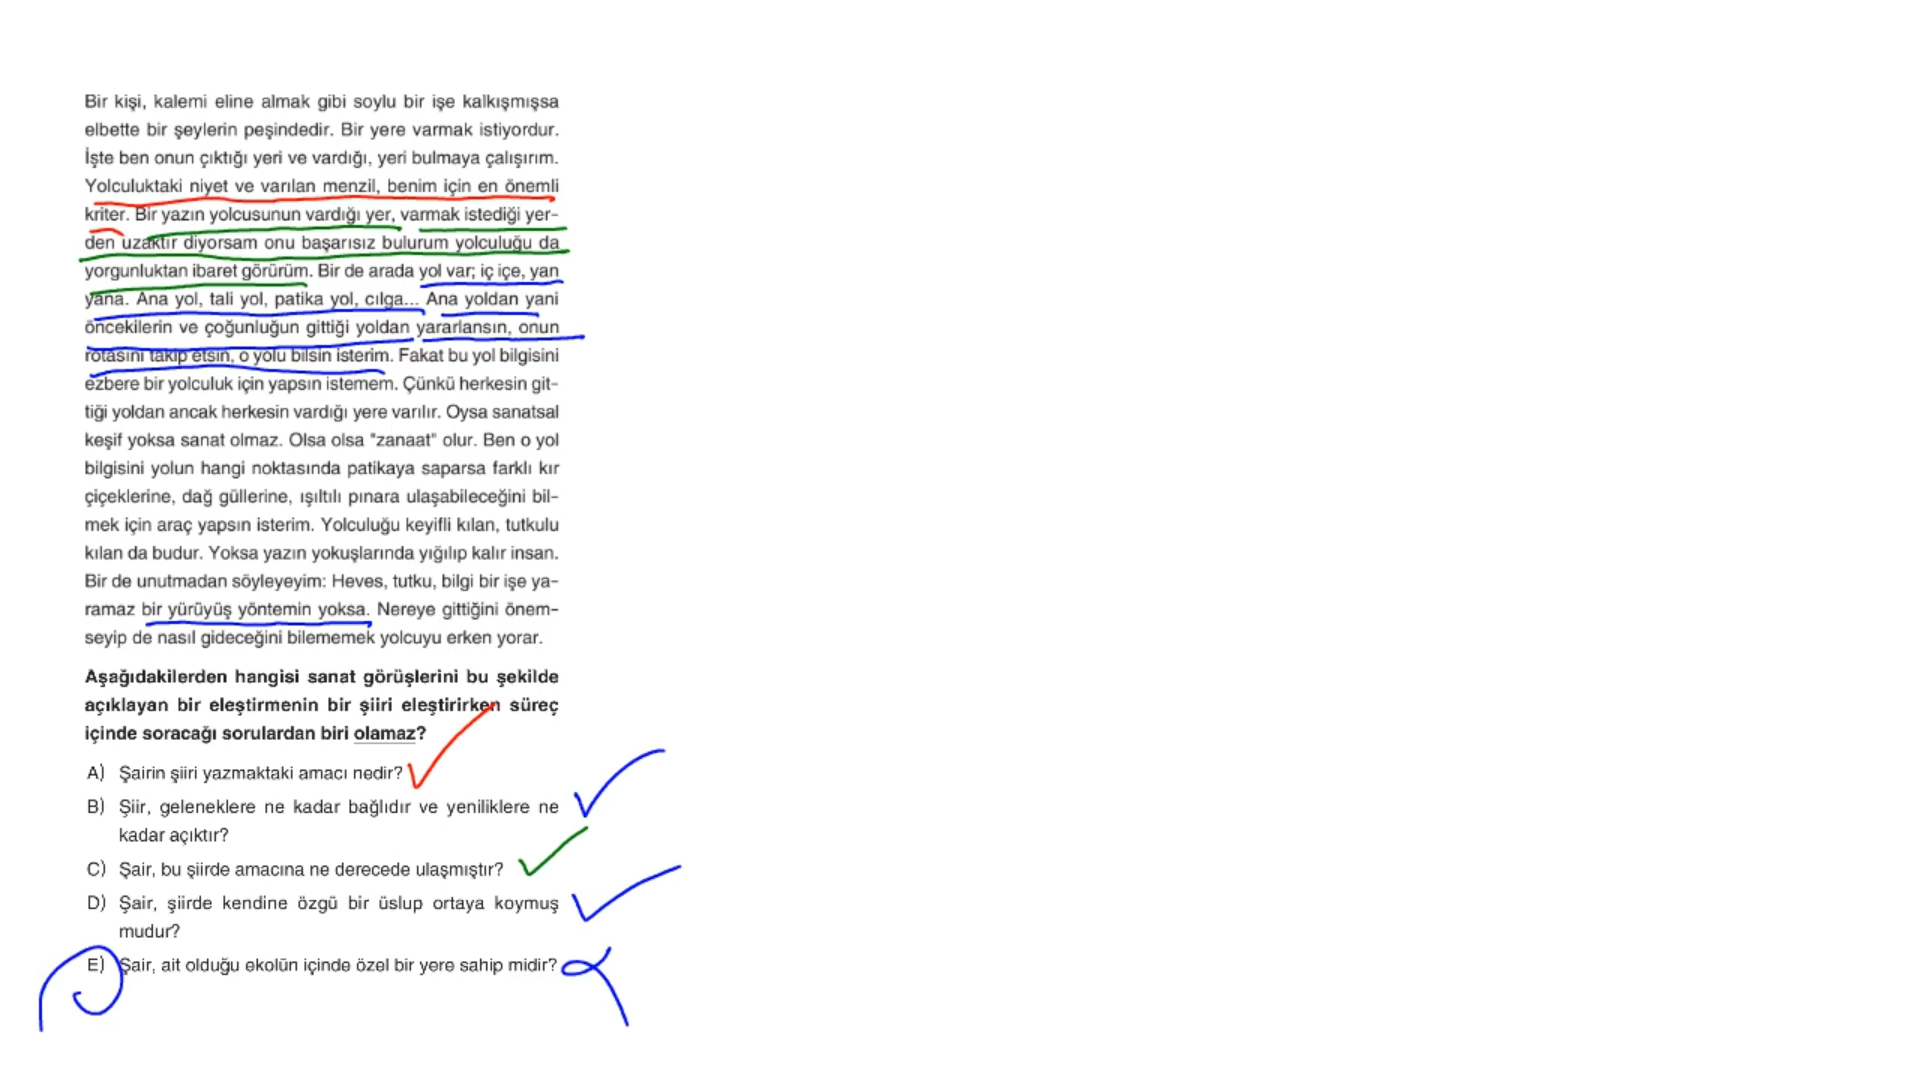 Bir kişi, kalemi eline almak gibi soylu bir işe kalkışmışsa
elbette bir şeylerin peşindedir. Bir yere varmak istiyordur.
İşte ben onun çıktığı yeri ve vardığı, yeri bulmaya çalışırım.
Yolculuktaki niyet ve varılan menzil, benim için en önemli
kriter. Bir yazın yolcusunun vardığı yer, varmak istediği yer-
den uzaktır diyorsam onu başarısız bulurum yolculuğu da
yorgunluktan ibaret görürüm. Bir de arada yol var; iç içe, yan
yana. Ana yol, tali yol, patika yol, cılga... Ana yoldan yani
öncekilerin ve çoğunluğun gittiği yoldan yararlansın, onun
rotasını takip etsin, o yolu bilsin isterim. Fakat bu yol bilgisini
ezbere bir yolculuk için yapsın istemem. Çünkü herkesin git-
tiği yoldan ancak herkesin vardığı yere varılır. Oysa sanatsal
keşif yoksa sanat olmaz. Olsa olsa "zanaat" olur. Ben o yol
bilgisini yolun hangi noktasında patikaya saparsa farklı kır
çiçeklerine, dağ güllerine, ışıltılı pınara ulaşabileceğini bil-
mek için araç yapsın isterim. Yolculuğu keyifli kılan, tutkulu
kılan da budur. Yoksa yazın yokuşlarında yığılıp kalır insan.
Bir de unutmadan söyleyeyim: Heves, tutku, bilgi bir işe ya-
ramaz bir yürüyüş yöntemin yoksa. Nereye gittiğini önem-
seyip de nasıl gideceğini bilememek yolcuyu erken yorar.
Aşağıdakilerden hangisi sanat görüşlerini bu şekilde
açıklayan bir eleştirmenin bir şiiri eleştirirken süreç
içinde soracağı sorulardan biri olamaz?
A) Şairin şiiri yazmaktaki amacı nedir?
B) Şiir, geleneklere ne kadar bağlıdır ve yeniliklere ne
kadar açıktır?
C) Şair, bu şiirde amacına ne derecede ulaşmıştır?
D) Şair, şiirde kendine özgü bir üslup ortaya koymuş
mudur?
E) Şair, ait olduğu ekolün içinde özel bir yere sahip midir?